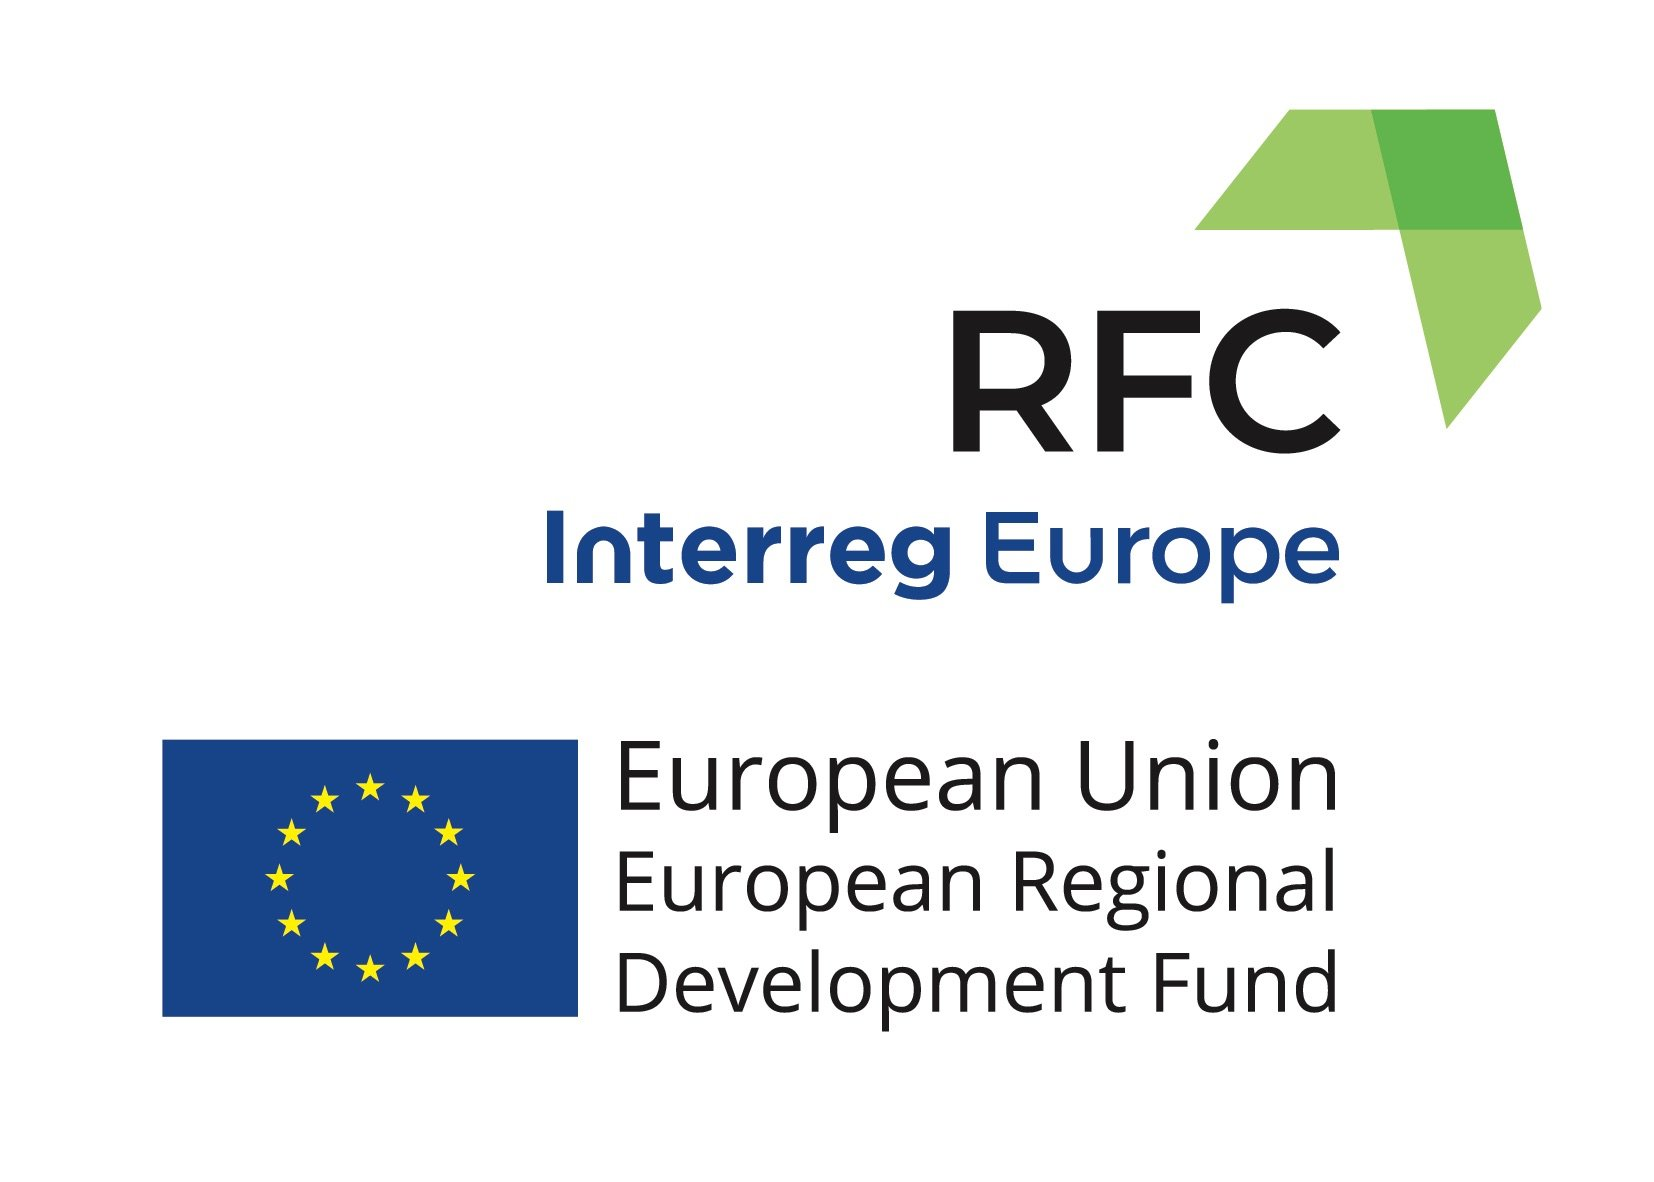 RFC
Interreg Europe
European Union
European Regional
Development Fund